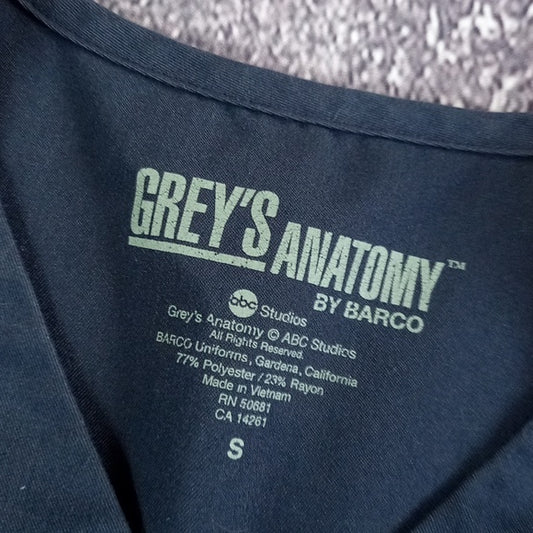 GREY'S ANATOMY™
BY BARCO
abc Studios
Grey's Anatomy © ABC Studios
All Rights Reserved.
BARCO Uniforms, Gardena, California
77% Polyester / 23% Rayon
Made in Vietnam
RN 50681
CA 14261
S